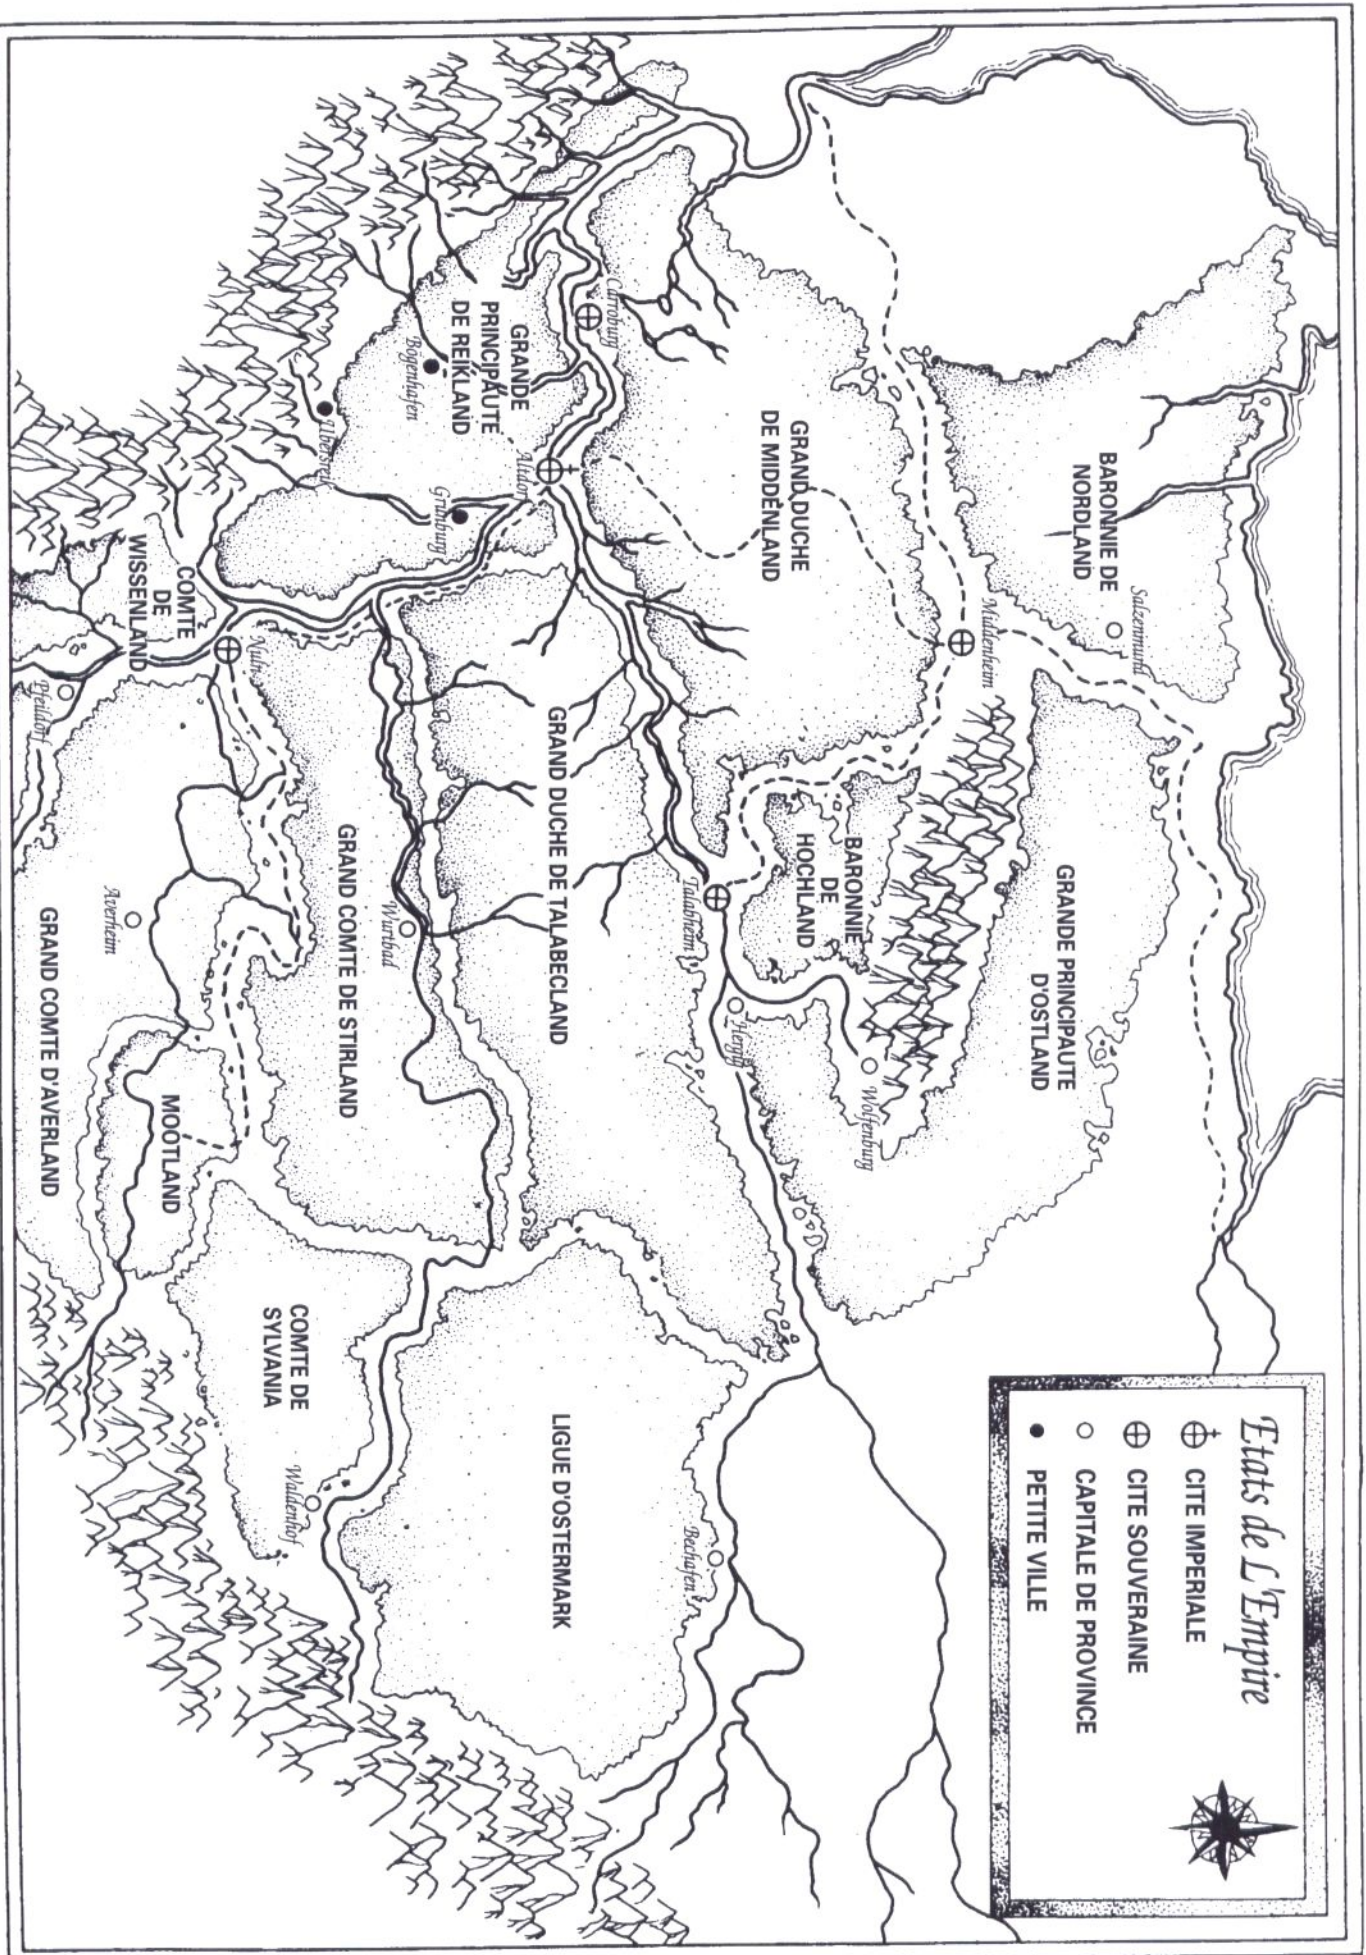 Etats de L'Empire
CITE IMPERIALE
CITE SOUVERAINE
CAPITALE DE PROVINCE
PETITE VILLE
BARONNIE DE
NORDLAND
Salzenmund
GRANDE PRINCIPAUTE
D'OSTLAND
Middenheim
GRAND DUCHE
DE MIDDENLAND
BARONNIE
DE
HOCHLAND
Wolfenburg
Hergig
Talabheim
Bechafen
Carroburg
GRANDE
PRINCIPAUTE
DE REIKLAND
Altdorf
Bogenhafen
Grunburg
Ubersreik
GRAND DUCHE DE TALABECLAND
LIGUE D'OSTERMARK
Wurtbad
GRAND COMTE DE STIRLAND
COMTE DE
SYLVANIA
Waldenhof
Nuln
COMTE
DE
WISSENLAND
Pfeildorf
Averheim
MOOTLAND
GRAND COMTE D'AVERLAND